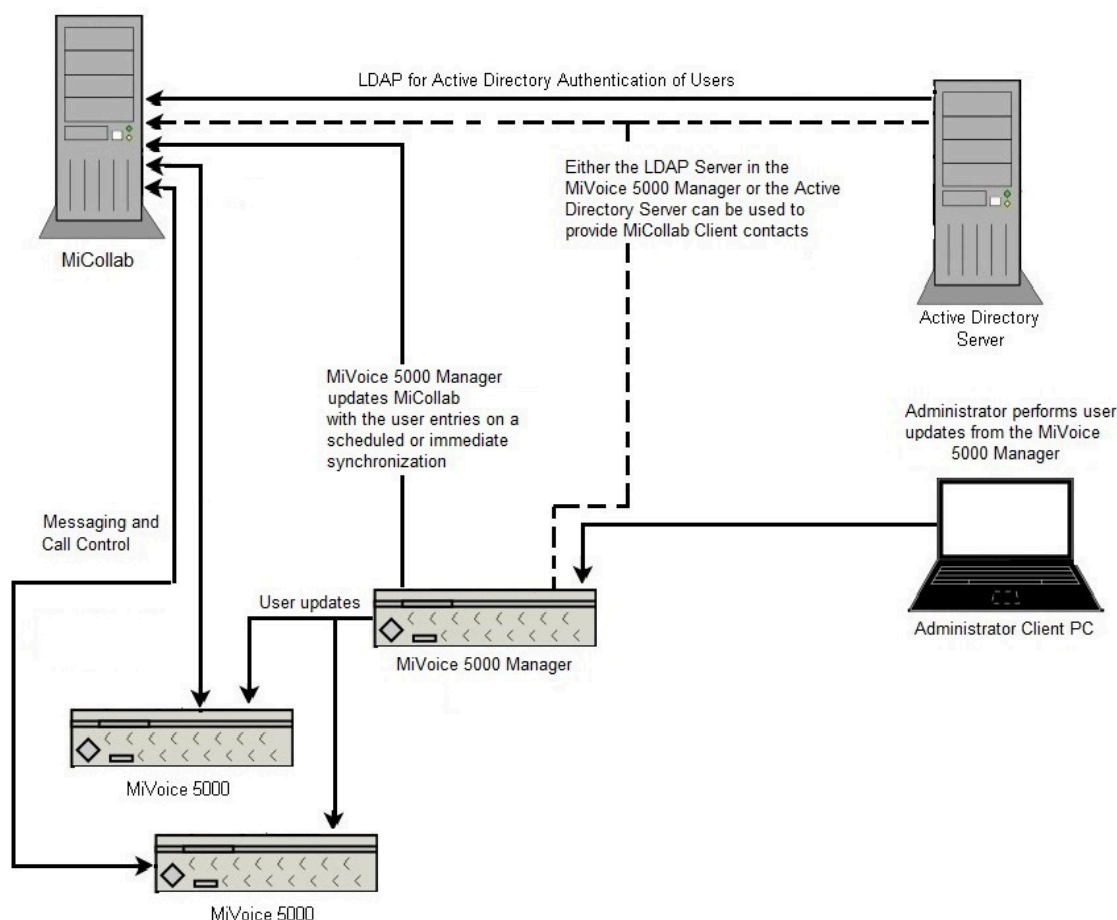 LDAP for Active Directory Authentication of Users
Either the LDAP Server in the
MiVoice 5000 Manager or the Active
Directory Server can be used to
provide MiCollab Client contacts
MiCollab
Active Directory
Server
MiVoice 5000 Manager
updates MiCollab
with the user entries on a
scheduled or immediate
synchronization
Administrator performs user
updates from the MiVoice
5000 Manager
Messaging and
Call Control
User updates
Administrator Client PC
MiVoice 5000 Manager
MiVoice 5000
MiVoice 5000